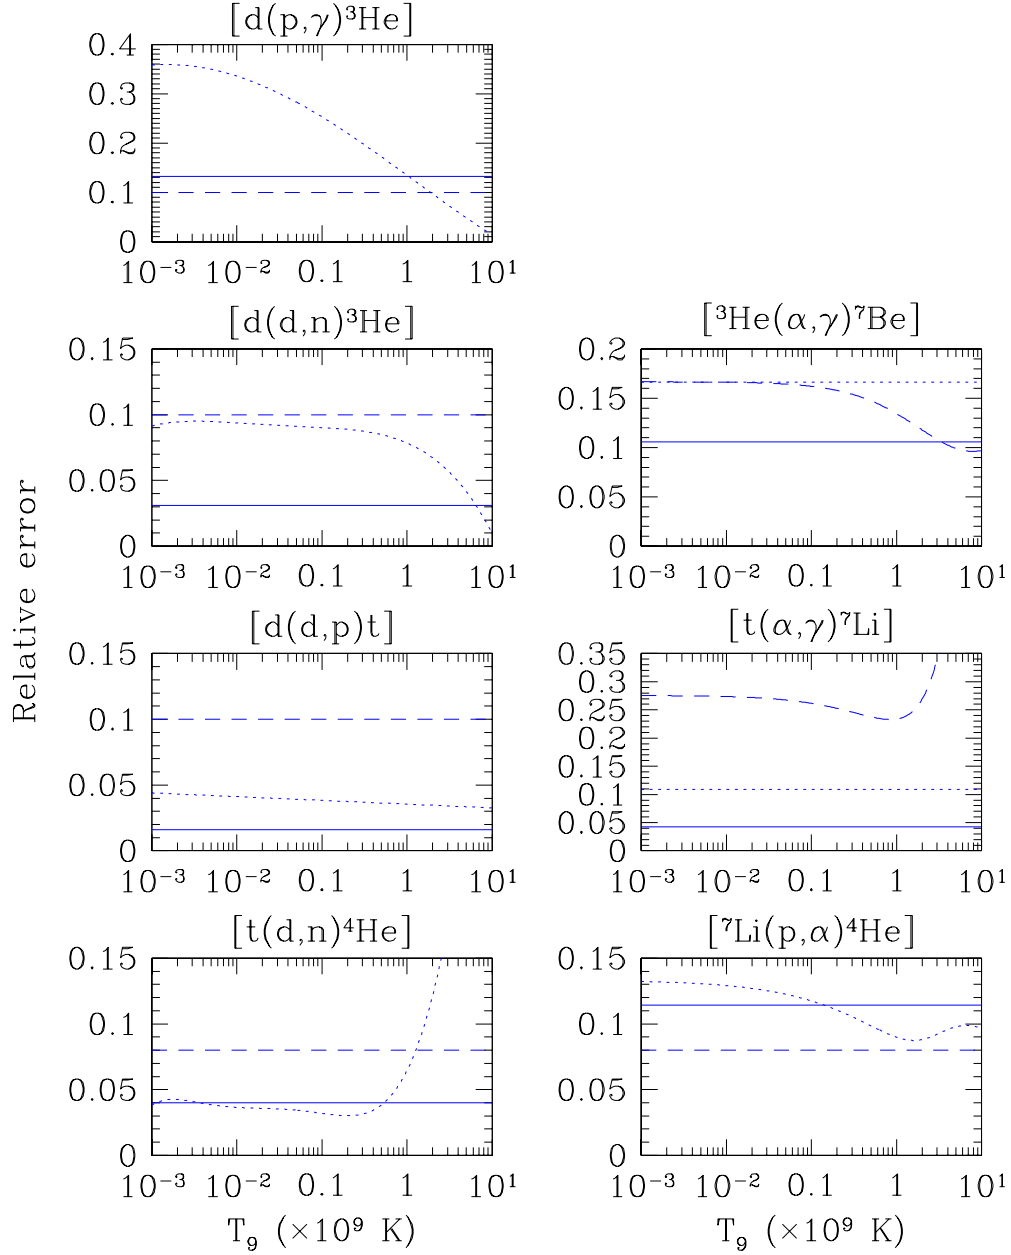 [d(p,γ)³He]
0.4
0.3
0.2
0.1
0
10⁻³ 10⁻² 0.1 1 10¹
[d(d,n)³He]
0.15
0.1
0.05
0
10⁻³ 10⁻² 0.1 1 10¹
[³He(α,γ)⁷Be]
0.2
0.15
0.1
0.05
0
10⁻³ 10⁻² 0.1 1 10¹
Relative error
[d(d,p)t]
0.15
0.1
0.05
0
10⁻³ 10⁻² 0.1 1 10¹
[t(α,γ)⁷Li]
0.35
0.3
0.25
0.2
0.15
0.1
0.05
0
10⁻³ 10⁻² 0.1 1 10¹
[t(d,n)⁴He]
0.15
0.1
0.05
0
10⁻³ 10⁻² 0.1 1 10¹
T₉ (×10⁹ K)
[⁷Li(p,α)⁴He]
0.15
0.1
0.05
0
10⁻³ 10⁻² 0.1 1 10¹
T₉ (×10⁹ K)